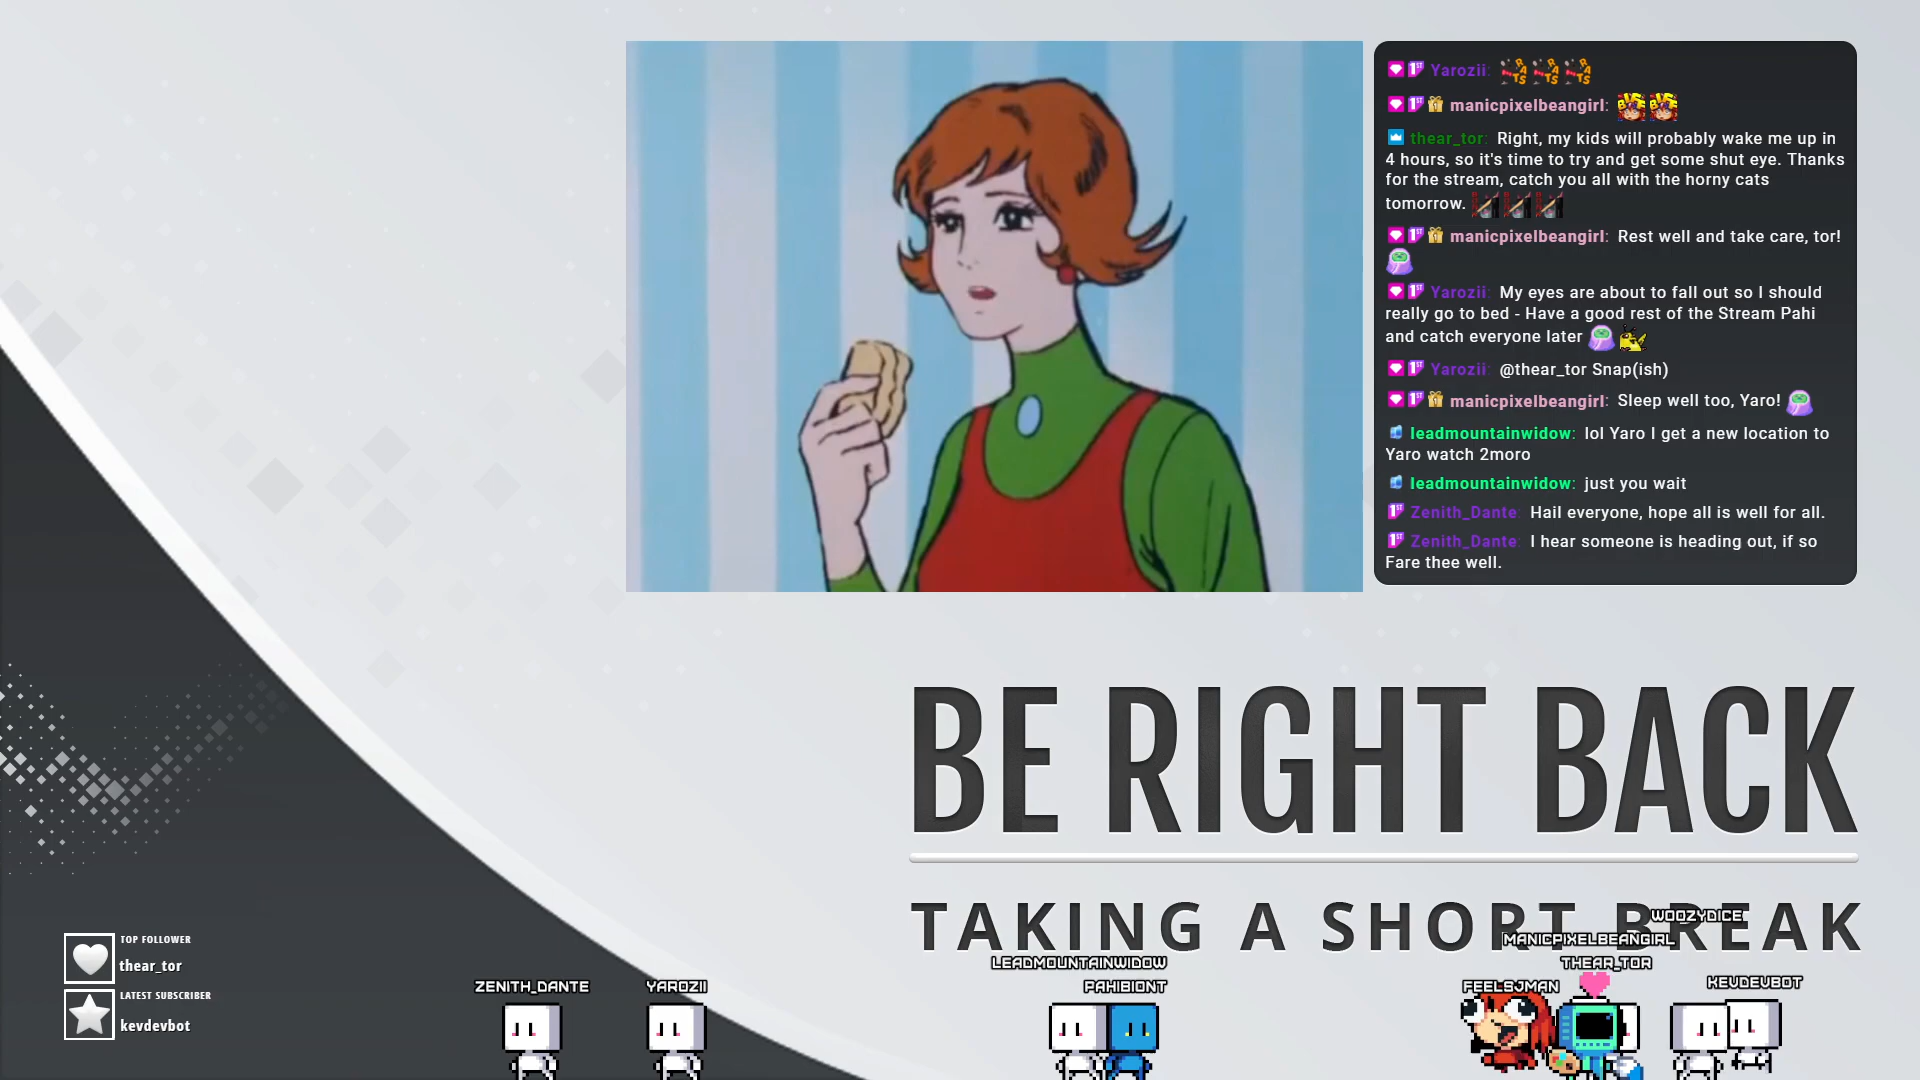 Yarozii:
manicpixelbeangirl:
thear_tor: Right, my kids will probably wake me up in
4 hours, so it's time to try and get some shut eye. Thanks
for the stream, catch you all with the horny cats
tomorrow.
manicpixelbeangirl: Rest well and take care, tor!
Yarozii: My eyes are about to fall out so I should
really go to bed - Have a good rest of the Stream Pahi
and catch everyone later
Yarozii: @thear_tor Snap(ish)
manicpixelbeangirl: Sleep well too, Yaro!
leadmountainwidow: lol Yaro I get a new location to
Yaro watch 2moro
leadmountainwidow: just you wait
Zenith_Dante: Hail everyone, hope all is well for all.
Zenith_Dante: I hear someone is heading out, if so
Fare thee well.
BE RIGHT BACK
TAKING A SHORT BREAK
TOP FOLLOWER
thear_tor
LATEST SUBSCRIBER
kevdevbot
ZENITH_DANTE
YAROZII
LEADMOUNTAINWIDOW
PAHIBIONT
WOOZYDICE
MANICPIXELBEANGIRL
THEAR_TOR
FEELSJMAN
KEVDEVBOT